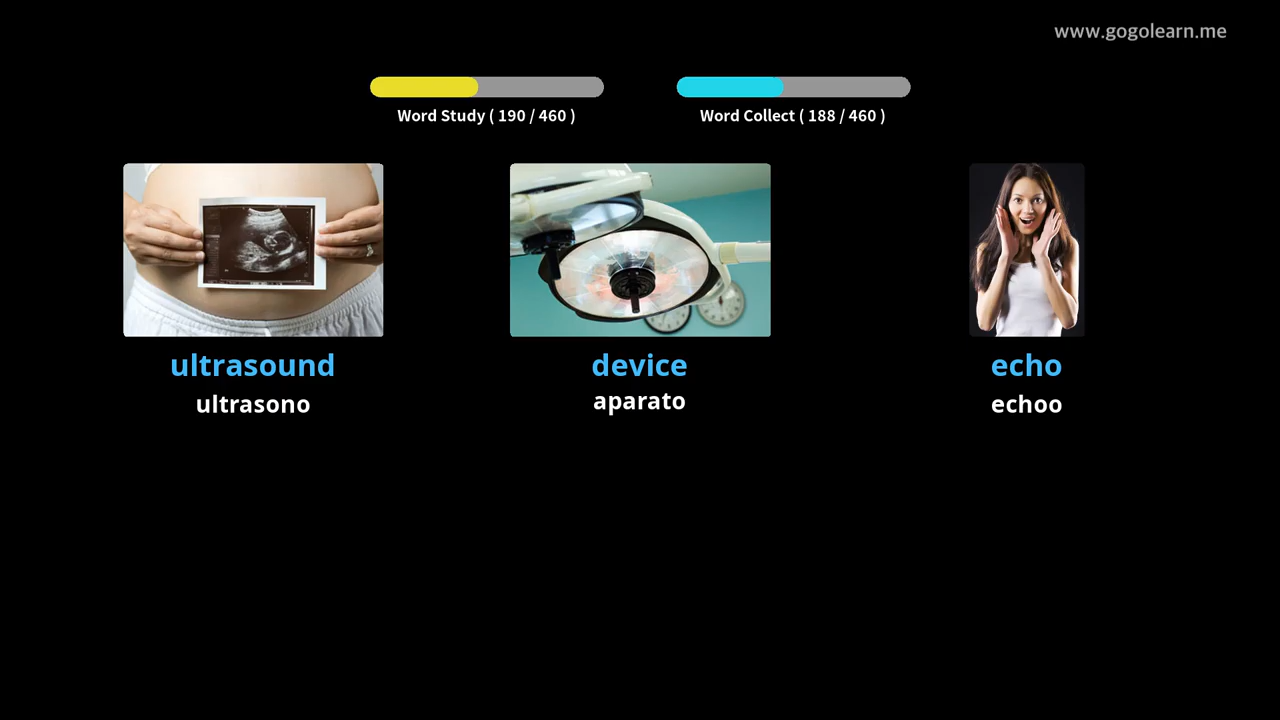 www.gogolearn.me
Word Study ( 190 / 460 )
Word Collect ( 188 / 460 )
ultrasound
device
echo
ultrasono
aparato
echoo